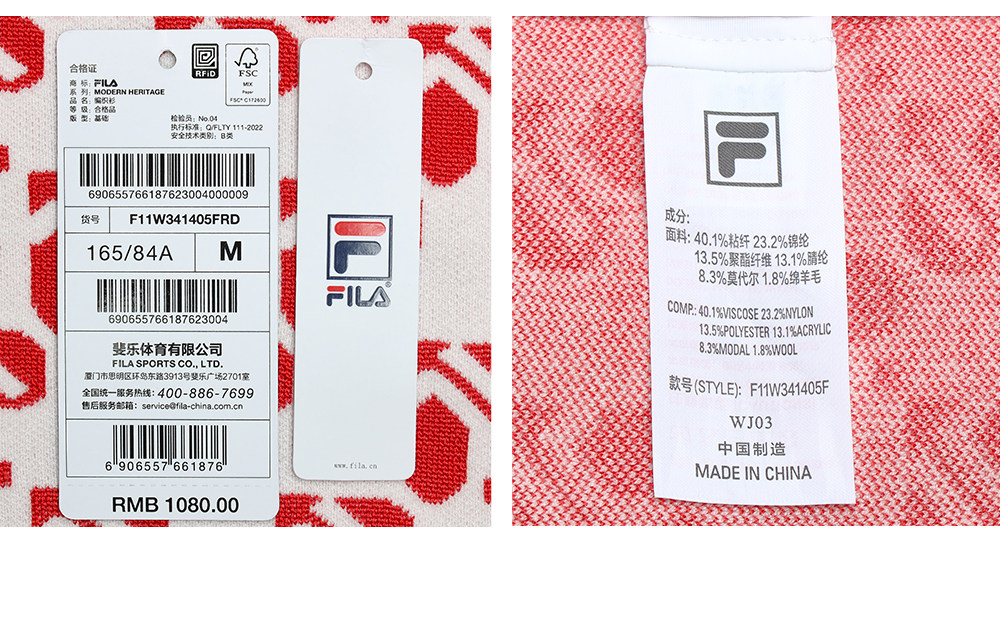 合格证
商 标: FILA
系 列: MODERN HERITAGE
品 名: 编织衫
等 级: 合格品
版 型: 基础
RFiD
FSC
MIX
Paper
FSC® C172600
检验员: No.04
执行标准: Q/FLTY 111-2022
安全技术类别: B类
690655766187623004000009
货号 F11W341405FRD
165/84A M
690655766187623004
斐乐体育有限公司
FILA SPORTS CO., LTD.
厦门市思明区环岛东路3913号斐乐广场2701室
全国统一服务热线: 400-886-7699
售后服务邮箱: service@fila-china.com.cn
6 906557 661876
RMB 1080.00
FILA®
www.fila.cn
成分:
面料: 40.1%粘纤 23.2%锦纶
13.5%聚酯纤维 13.1%腈纶
8.3%莫代尔 1.8%绵羊毛
COMP.: 40.1%VISCOSE 23.2%NYLON
13.5%POLYESTER 13.1%ACRYLIC
8.3%MODAL 1.8%WOOL
款号(STYLE): F11W341405F
WJ03
中国制造
MADE IN CHINA